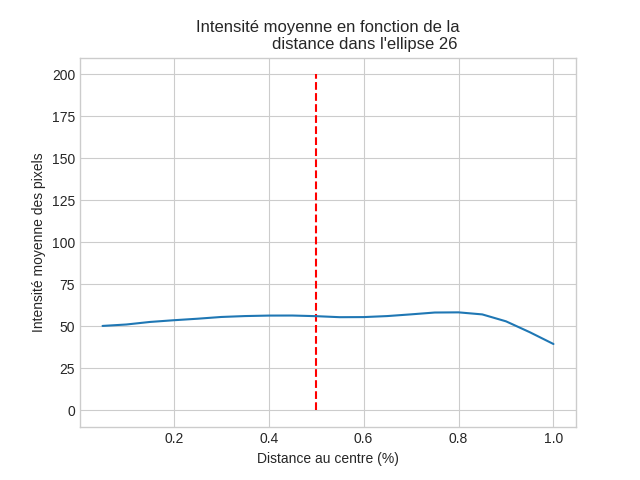 Intensité moyenne en fonction de la
distance dans l'ellipse 26
200
175
150
125
100
75
50
25
0
Intensité moyenne des pixels
0.2 0.4 0.6 0.8 1.0
Distance au centre (%)